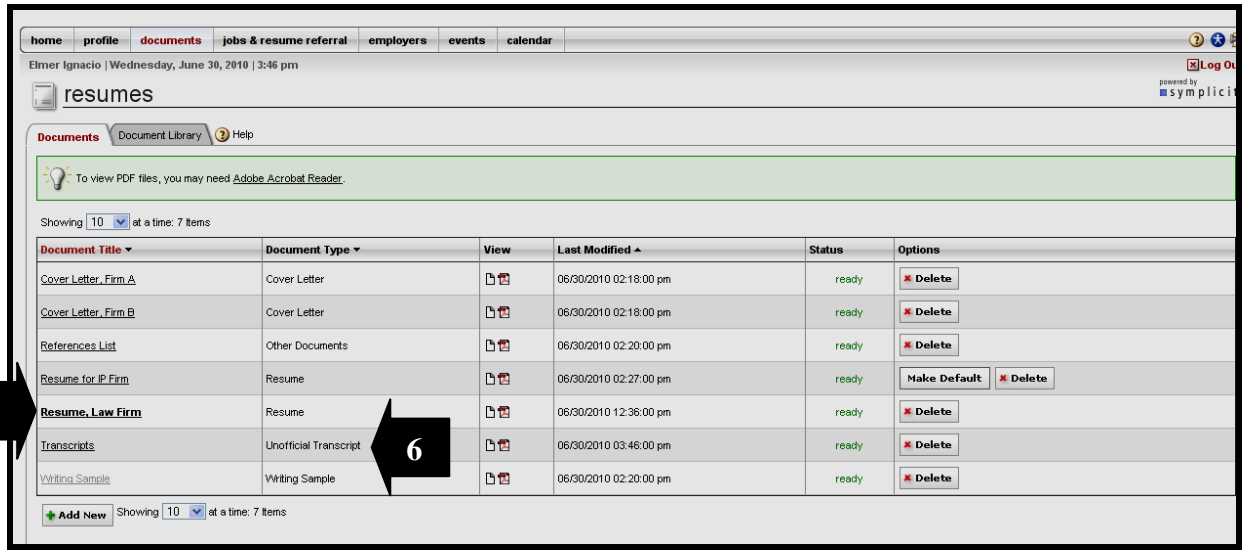 home profile documents jobs & resume referral employers events calendar
Elmer Ignacio | Wednesday, June 30, 2010 | 3:46 pm
Log Ou
powered by
symplicit
resumes
Documents Document Library Help
To view PDF files, you may need Adobe Acrobat Reader.
Showing 10 at a time: 7 Items
Document Title Document Type View Last Modified Status Options
Cover Letter, Firm A Cover Letter 06/30/2010 02:18:00 pm ready Delete
Cover Letter, Firm B Cover Letter 06/30/2010 02:18:00 pm ready Delete
References List Other Documents 06/30/2010 02:20:00 pm ready Delete
Resume for IP Firm Resume 06/30/2010 02:27:00 pm ready Make Default Delete
Resume, Law Firm Resume 06/30/2010 12:36:00 pm ready Delete
Transcripts Unofficial Transcript 6 06/30/2010 03:46:00 pm ready Delete
Writing Sample Writing Sample 06/30/2010 02:20:00 pm ready Delete
Add New Showing 10 at a time: 7 Items